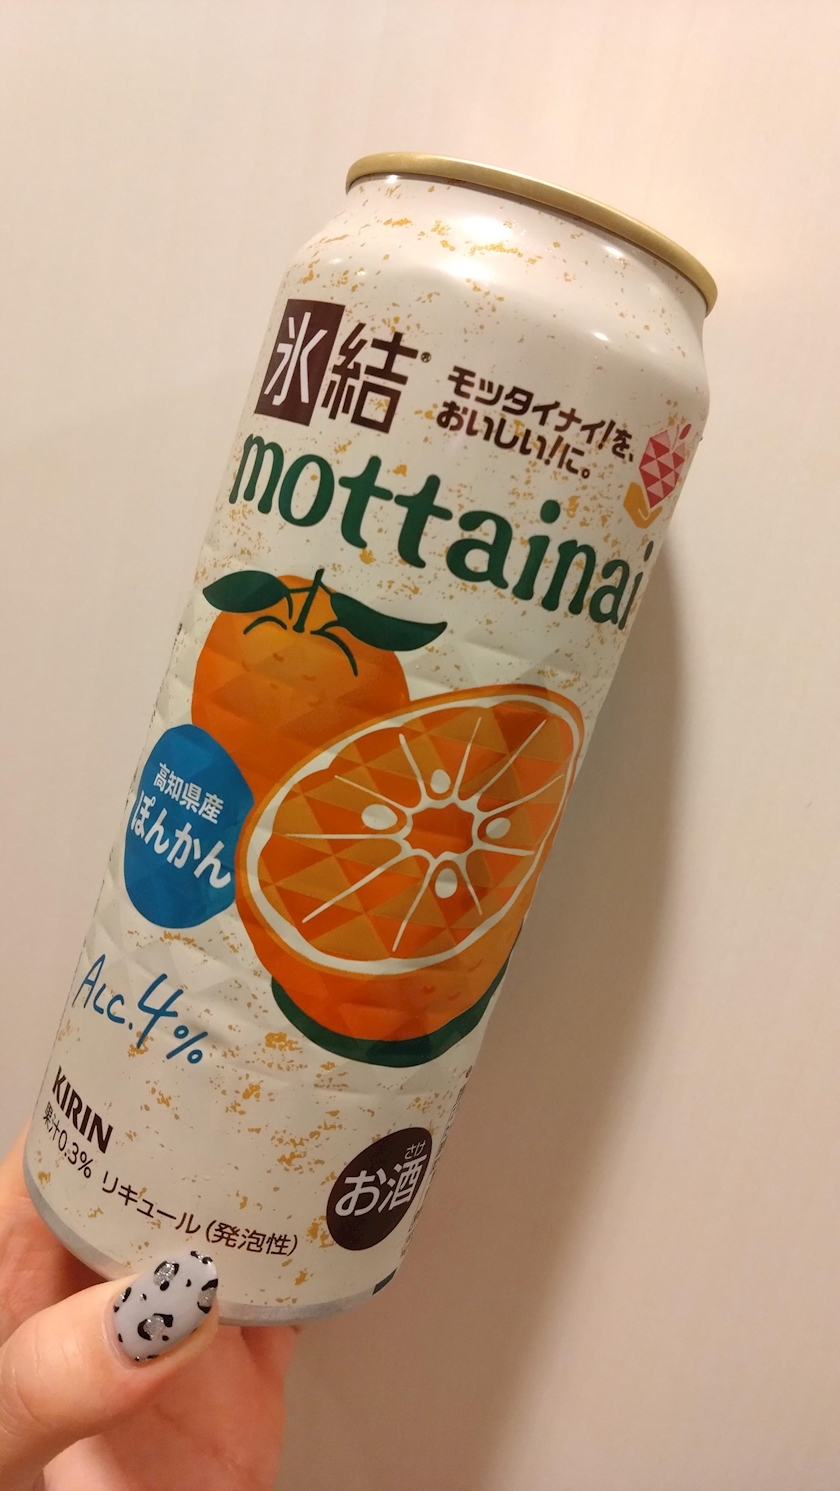 氷結®
モッタイナイ!を、
おいしい!に。
mottainai
高知県産
ぽんかん
ALC.4%
KIRIN
果汁0.3% リキュール(発泡性)
さけ
お酒